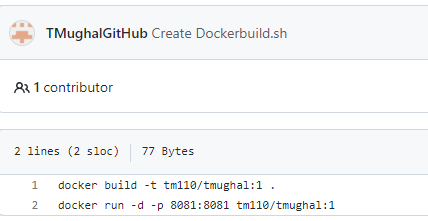 TMughalGitHub Create Dockerbuild.sh
1 contributor
2 lines (2 sloc) 77 Bytes
1 docker build -t tm110/tmughal:1 .
2 docker run -d -p 8081:8081 tm110/tmughal:1